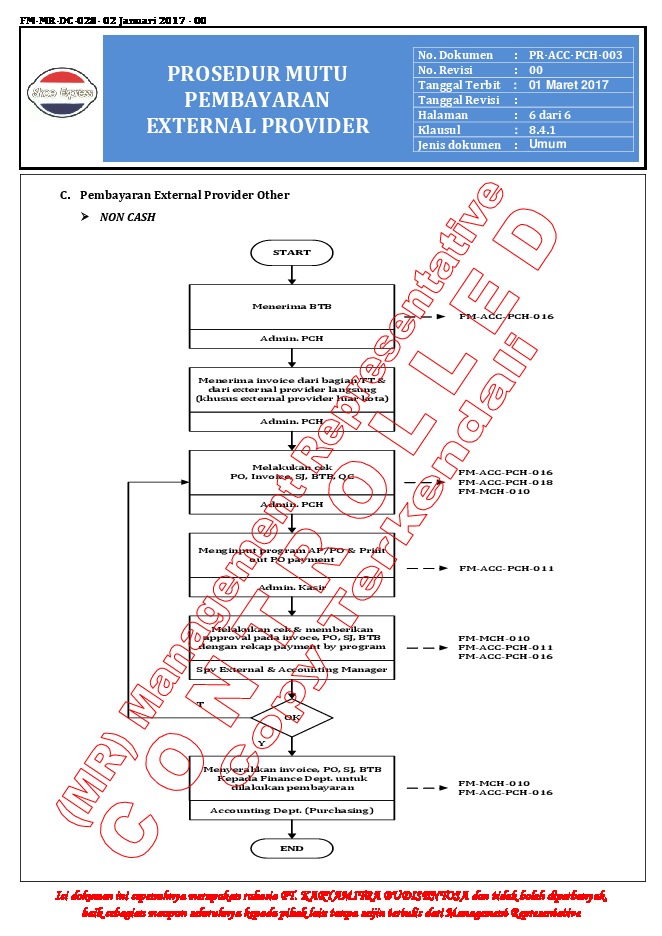 FM-MR-DC-028- 02 Januari 2017 - 00
Shoo Express
PROSEDUR MUTU
PEMBAYARAN
EXTERNAL PROVIDER
No. Dokumen : PR-ACC-PCH-003
No. Revisi : 00
Tanggal Terbit : 01 Maret 2017
Tanggal Revisi :
Halaman : 6 dari 6
Klausul : 8.4.1
Jenis dokumen : Umum
C. Pembayaran External Provider Other
➢ NON CASH
START
Menerima BTB
Admin. PCH
FM-ACC-PCH-016
Menerima invoice dari bagian TT &
dari external provider langsung
(khusus external provider luar kota)
Admin. PCH
Melakukan cek
PO, Invoice, SJ, BTB, QC
Admin. PCH
FM-ACC-PCH-016
FM-ACC-PCH-018
FM-MCH-010
Menginput program AP/PO & Print
out PO payment
Admin. Kasir
FM-ACC-PCH-011
Melakukan cek & memberikan
approval pada invoce, PO, SJ, BTB
dengan rekap payment by program
Spv External & Accounting Manager
FM-MCH-010
FM-ACC-PCH-011
FM-ACC-PCH-016
T
OK
Y
Menyerahkan invoice, PO, SJ, BTB
Kepada Finance Dept. untuk
dilakukan pembayaran
Accounting Dept. (Purchasing)
FM-MCH-010
FM-ACC-PCH-016
END
(MR) Management Representative
CONTROLLED
Copy Terkendali
Isi dokumen ini sepenuhnya merupakan rahasia PT. KARYAMITRA BUDISENTOSA dan tidak boleh diperbanyak,
baik sebagian maupun seluruhnya kepada pihak lain tanpa seijin tertulis dari Management Representative